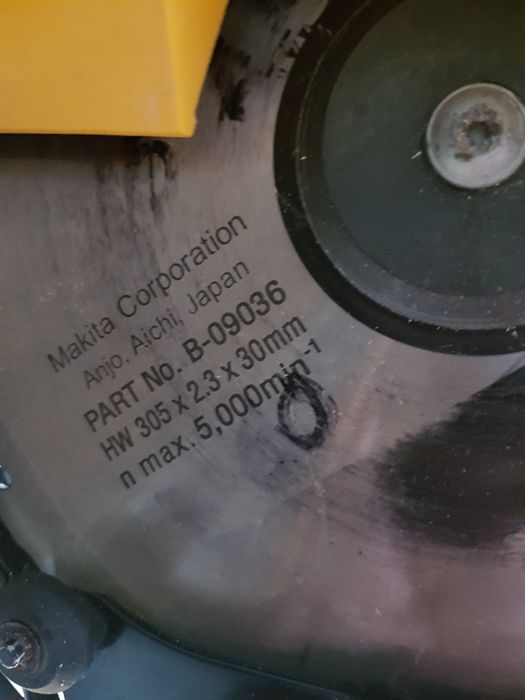 Makita Corporation
Anjo, Aichi, Japan
PART No. B-09036
HW 305 x 2.3 x 30mm
n max. 5,000min⁻¹